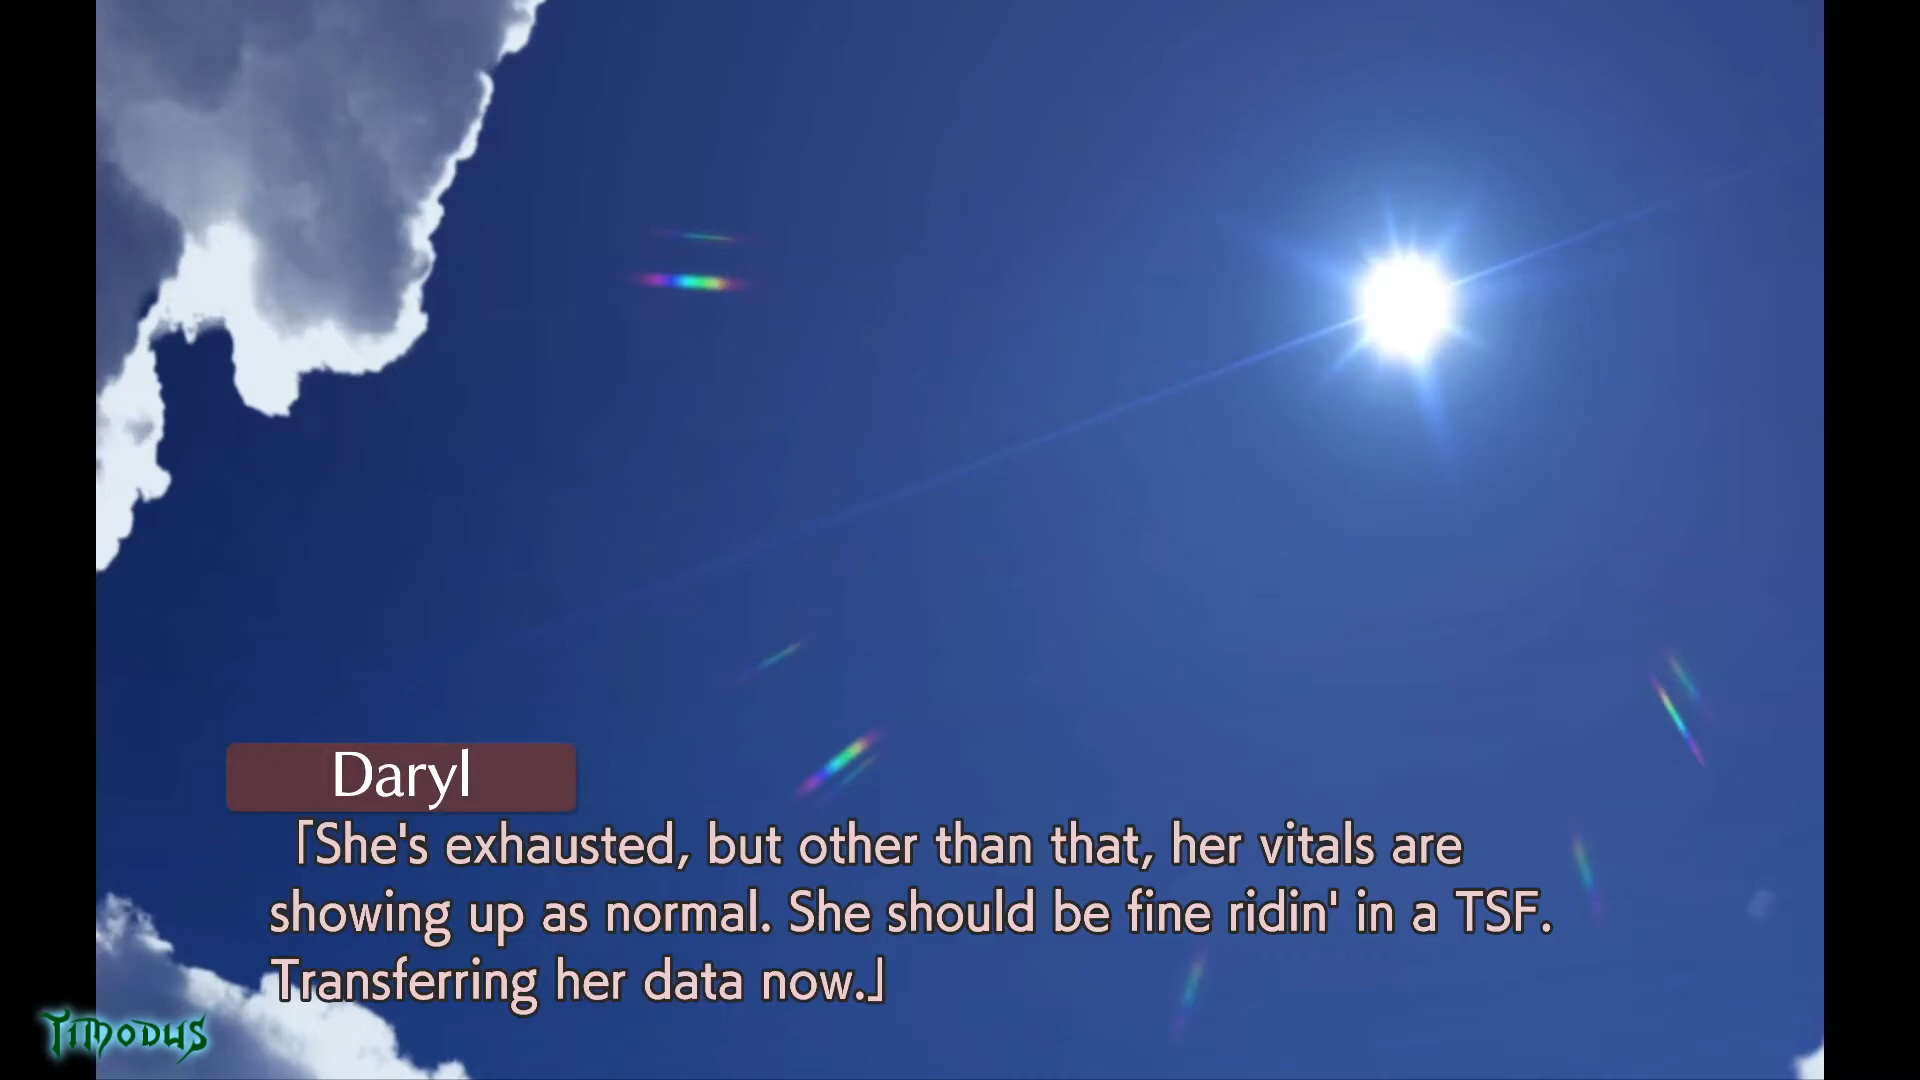 Daryl
「She's exhausted, but other than that, her vitals are
showing up as normal. She should be fine ridin' in a TSF.
Transferring her data now.」
TIMODUS